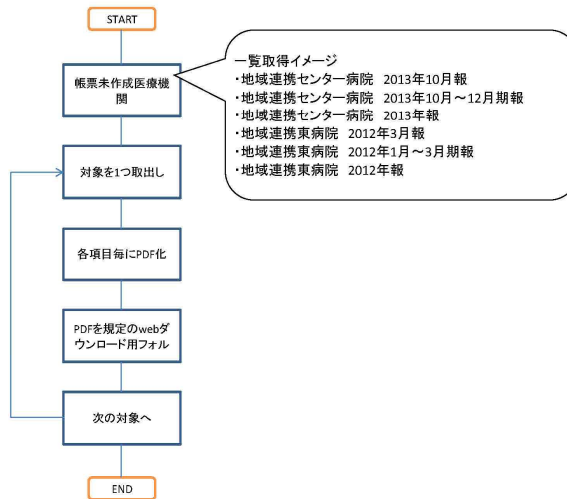 START
一覧取得イメージ
・地域連携センター病院　2013年10月報
・地域連携センター病院　2013年10月～12月期報
・地域連携センター病院　2013年報
・地域連携東病院　2012年3月報
・地域連携東病院　2012年1月～3月期報
・地域連携東病院　2012年報
帳票未作成医療機
関
対象を1つ取出し
各項目毎にPDF化
PDFを規定のwebダ
ウンロード用フォル
次の対象へ
END